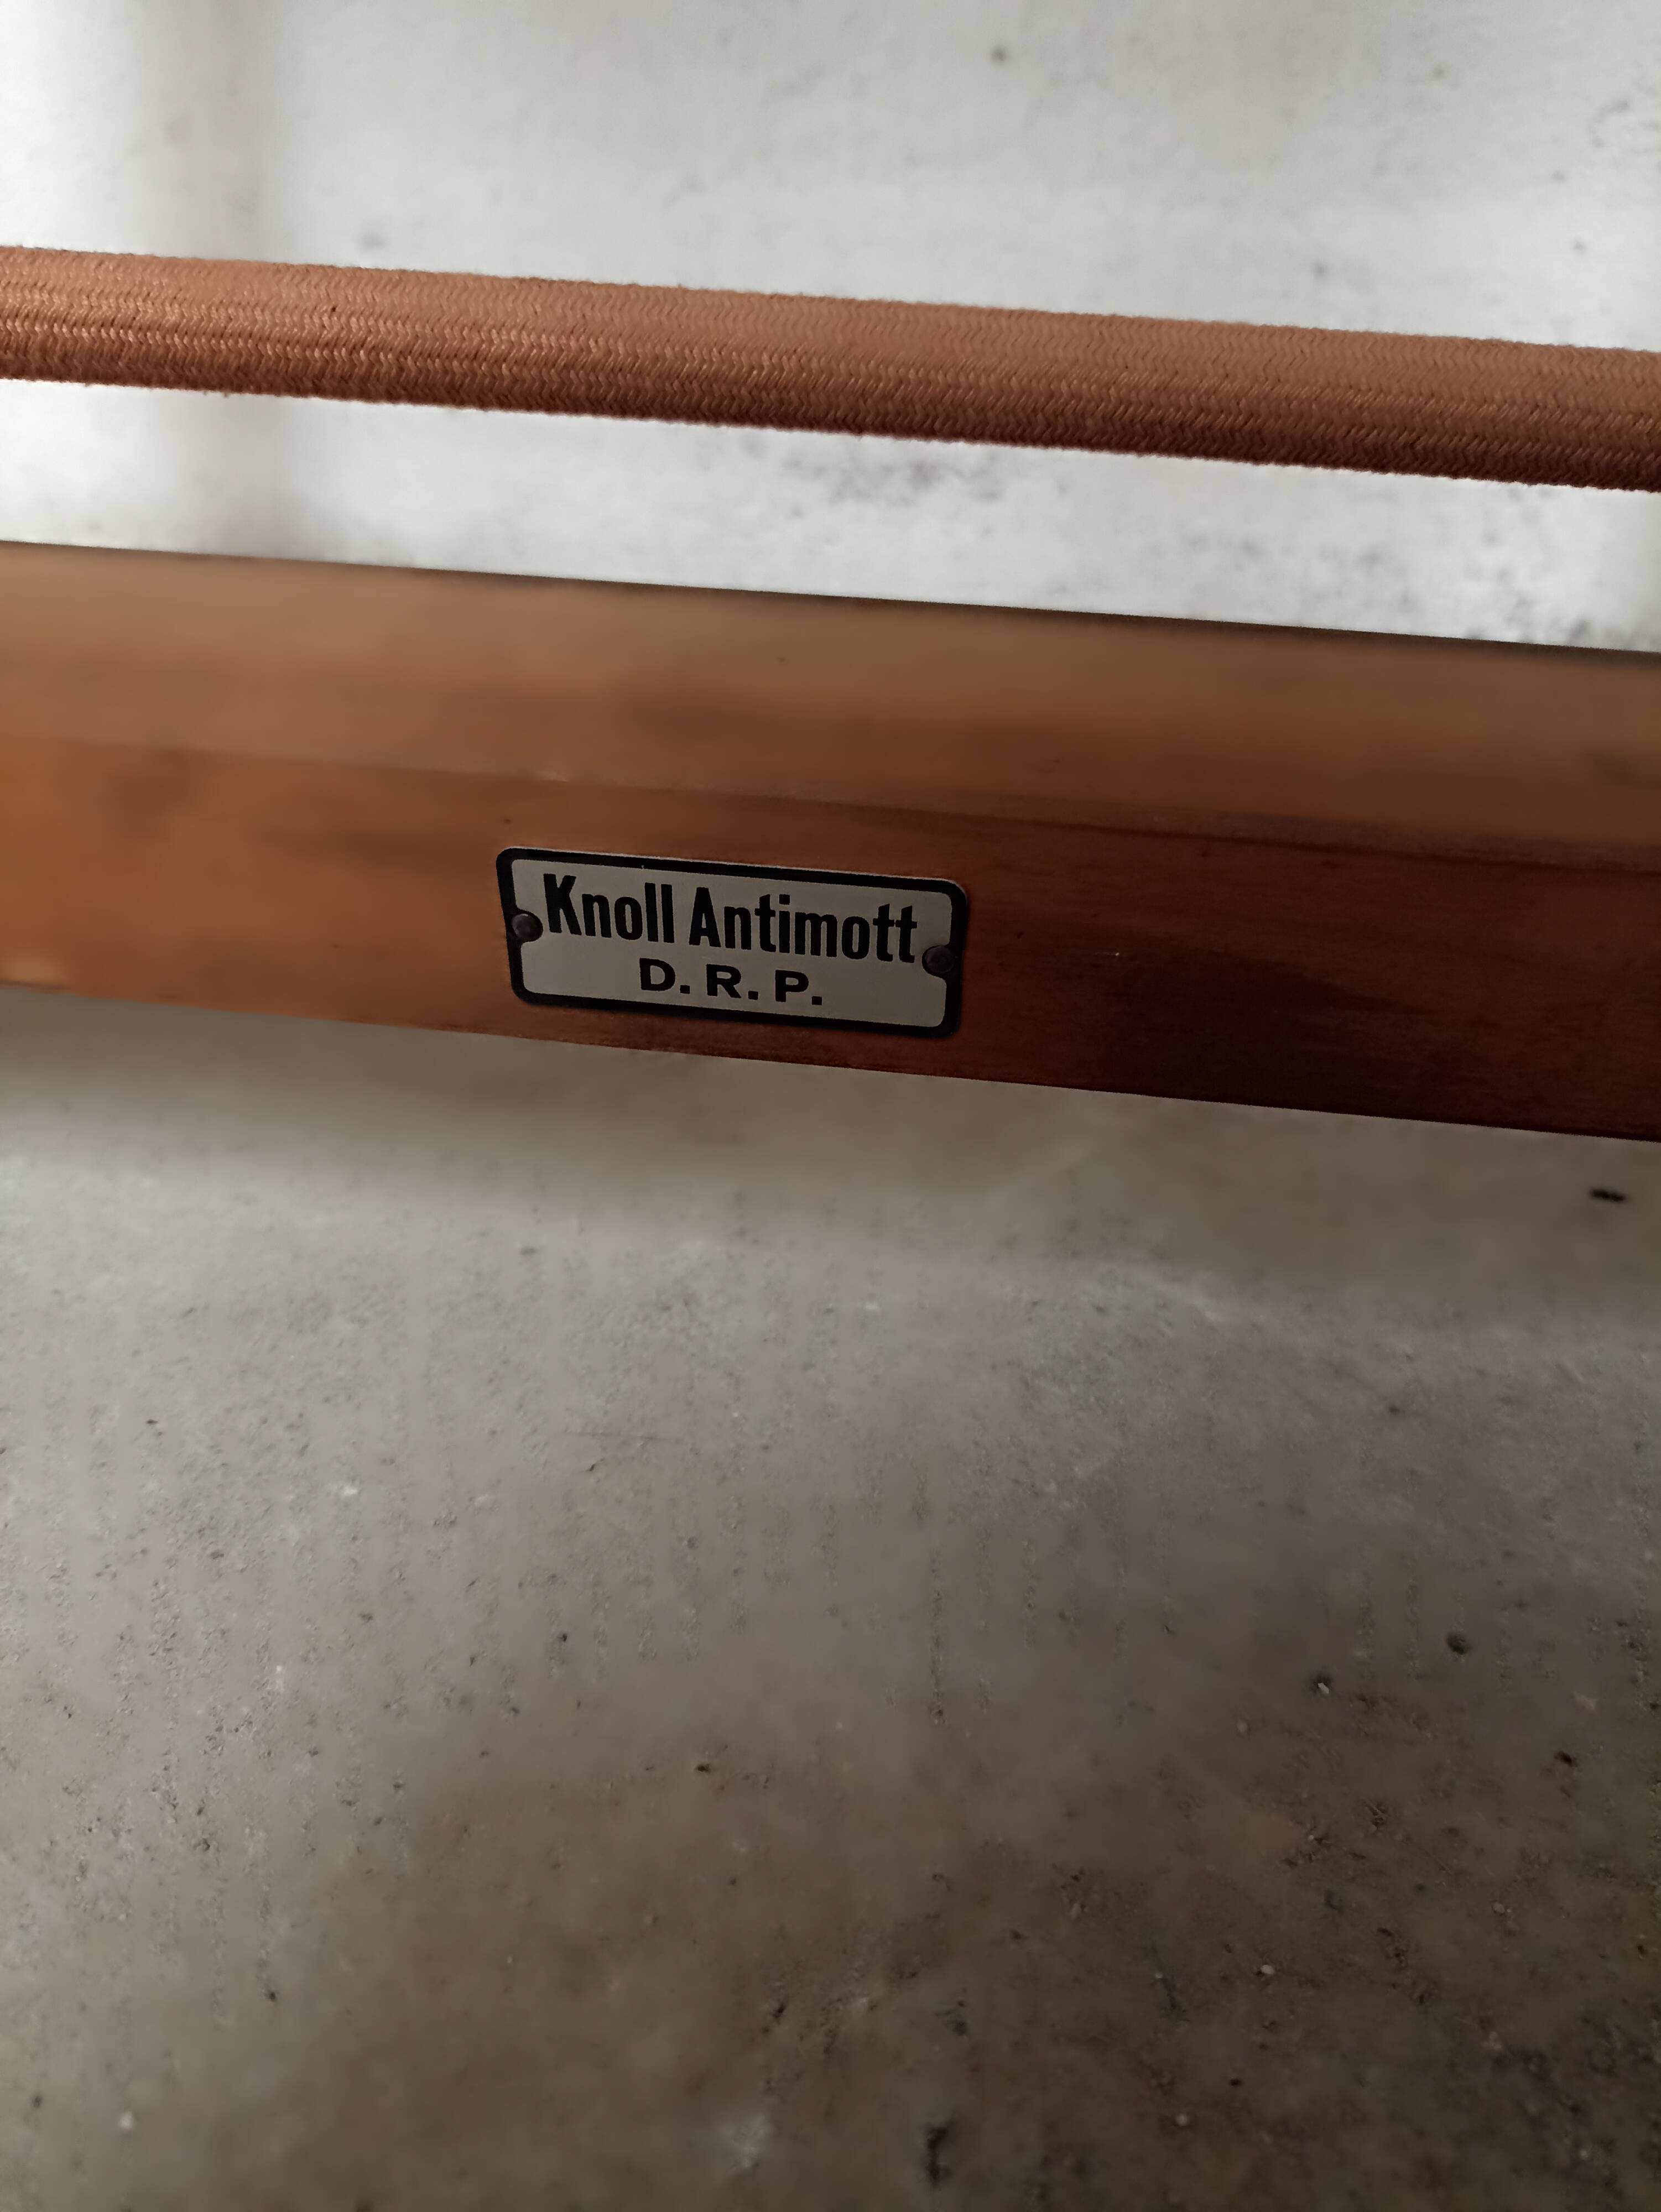 Knoll Antimott
D. R. P.